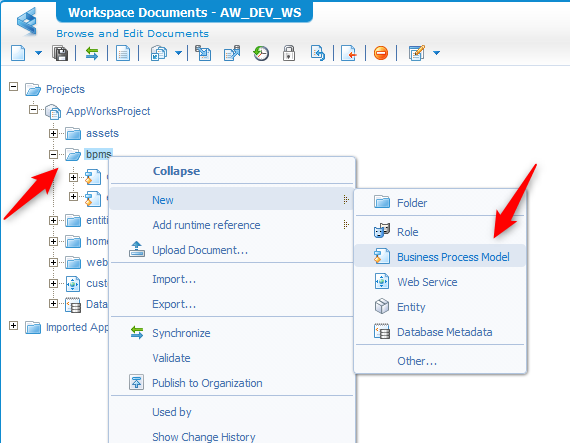 Workspace Documents - AW_DEV_WS
Browse and Edit Documents
Projects
AppWorksProject
assets
bpms
Collapse
New
Folder
Add runtime reference
Role
entiti
Upload Document...
Business Process Model
hom
web
Import...
Web Service
cust
Export...
Entity
Data
Imported App
Synchronize
Database Metadata
Validate
Other...
Publish to Organization
Used by
Show Change History